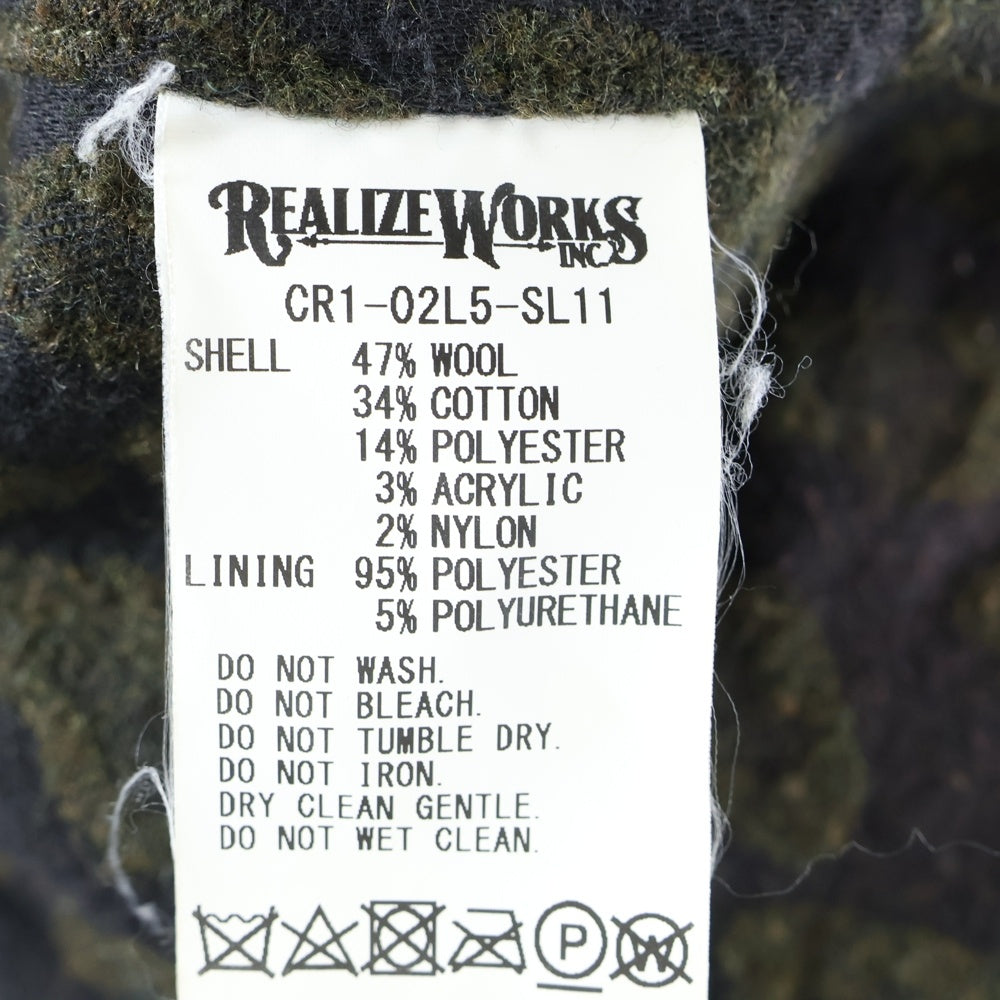 REALIZEWORKS
INC.
CR1-02L5-SL11
SHELL 47% WOOL
34% COTTON
14% POLYESTER
3% ACRYLIC
2% NYLON
LINING 95% POLYESTER
5% POLYURETHANE
DO NOT WASH.
DO NOT BLEACH.
DO NOT TUMBLE DRY.
DO NOT IRON.
DRY CLEAN GENTLE.
DO NOT WET CLEAN.
P W